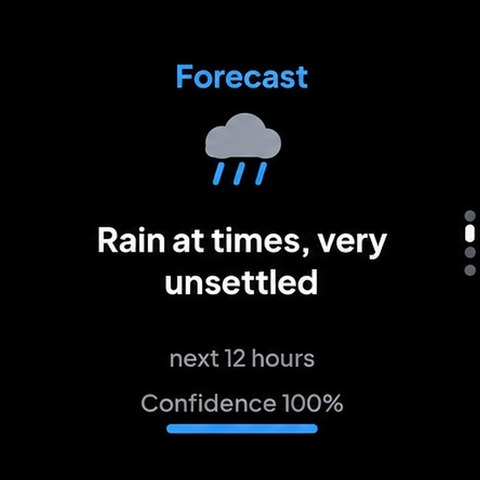 Forecast
Rain at times, very
unsettled
next 12 hours
Confidence 100%